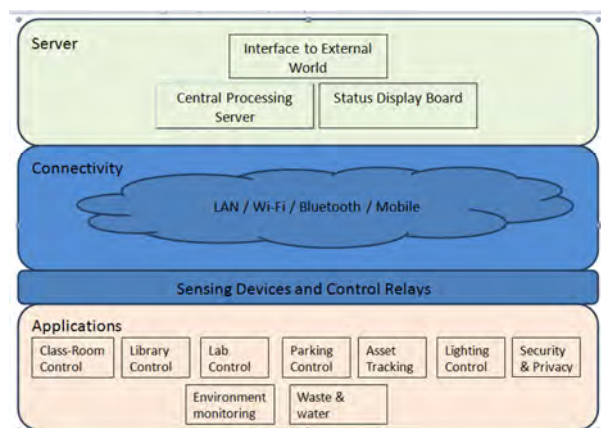 Server
Interface to External
World
Central Processing
Server
Status Display Board
Connectivity
LAN / Wi-Fi / Bluetooth / Mobile
Sensing Devices and Control Relays
Applications
Class-Room
Control
Library
Control
Lab
Control
Parking
Control
Asset
Tracking
Lighting
Control
Security
& Privacy
Environment
monitoring
Waste &
water